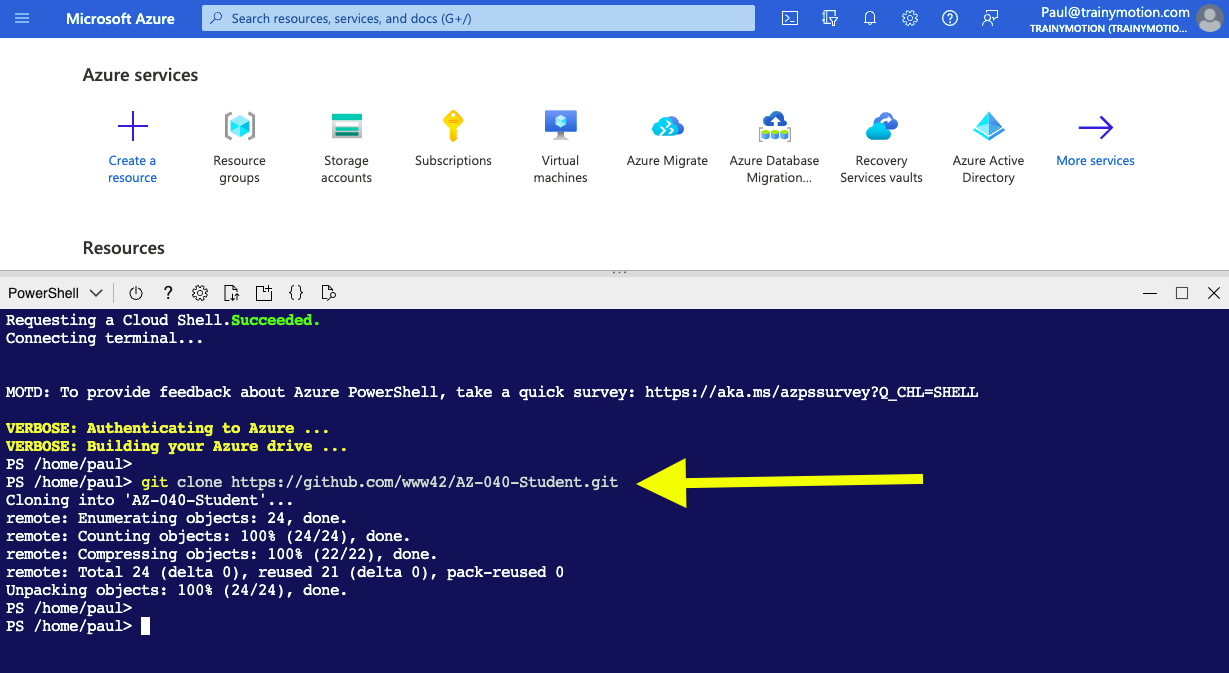 Microsoft Azure
Search resources, services, and docs (G+/)
Paul@trainymotion.com
TRAINYMOTION (TRAINYMOTIO...
Azure services
Create a
resource
Resource
groups
Storage
accounts
Subscriptions
Virtual
machines
Azure Migrate
Azure Database
Migration...
Recovery
Services vaults
Azure Active
Directory
More services
Resources
PowerShell
Requesting a Cloud Shell.Succeeded.
Connecting terminal...
MOTD: To provide feedback about Azure PowerShell, take a quick survey: https://aka.ms/azpssurvey?Q_CHL=SHELL
VERBOSE: Authenticating to Azure ...
VERBOSE: Building your Azure drive ...
PS /home/paul>
PS /home/paul> git clone https://github.com/www42/AZ-040-Student.git
Cloning into 'AZ-040-Student'...
remote: Enumerating objects: 24, done.
remote: Counting objects: 100% (24/24), done.
remote: Compressing objects: 100% (22/22), done.
remote: Total 24 (delta 0), reused 21 (delta 0), pack-reused 0
Unpacking objects: 100% (24/24), done.
PS /home/paul>
PS /home/paul>